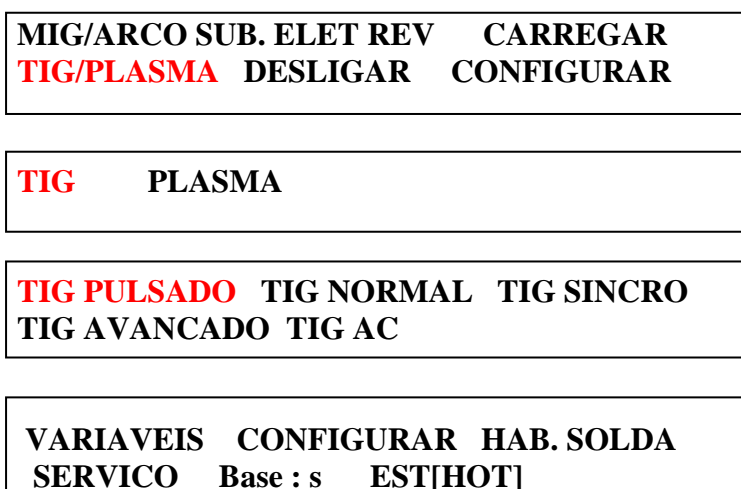 MIG/ARCO SUB. ELET REV CARREGAR
TIG/PLASMA DESLIGAR CONFIGURAR
TIG PLASMA
TIG PULSADO TIG NORMAL TIG SINCRO
TIG AVANCADO TIG AC
VARIAVEIS CONFIGURAR HAB. SOLDA
SERVICO Base : s EST[HOT]